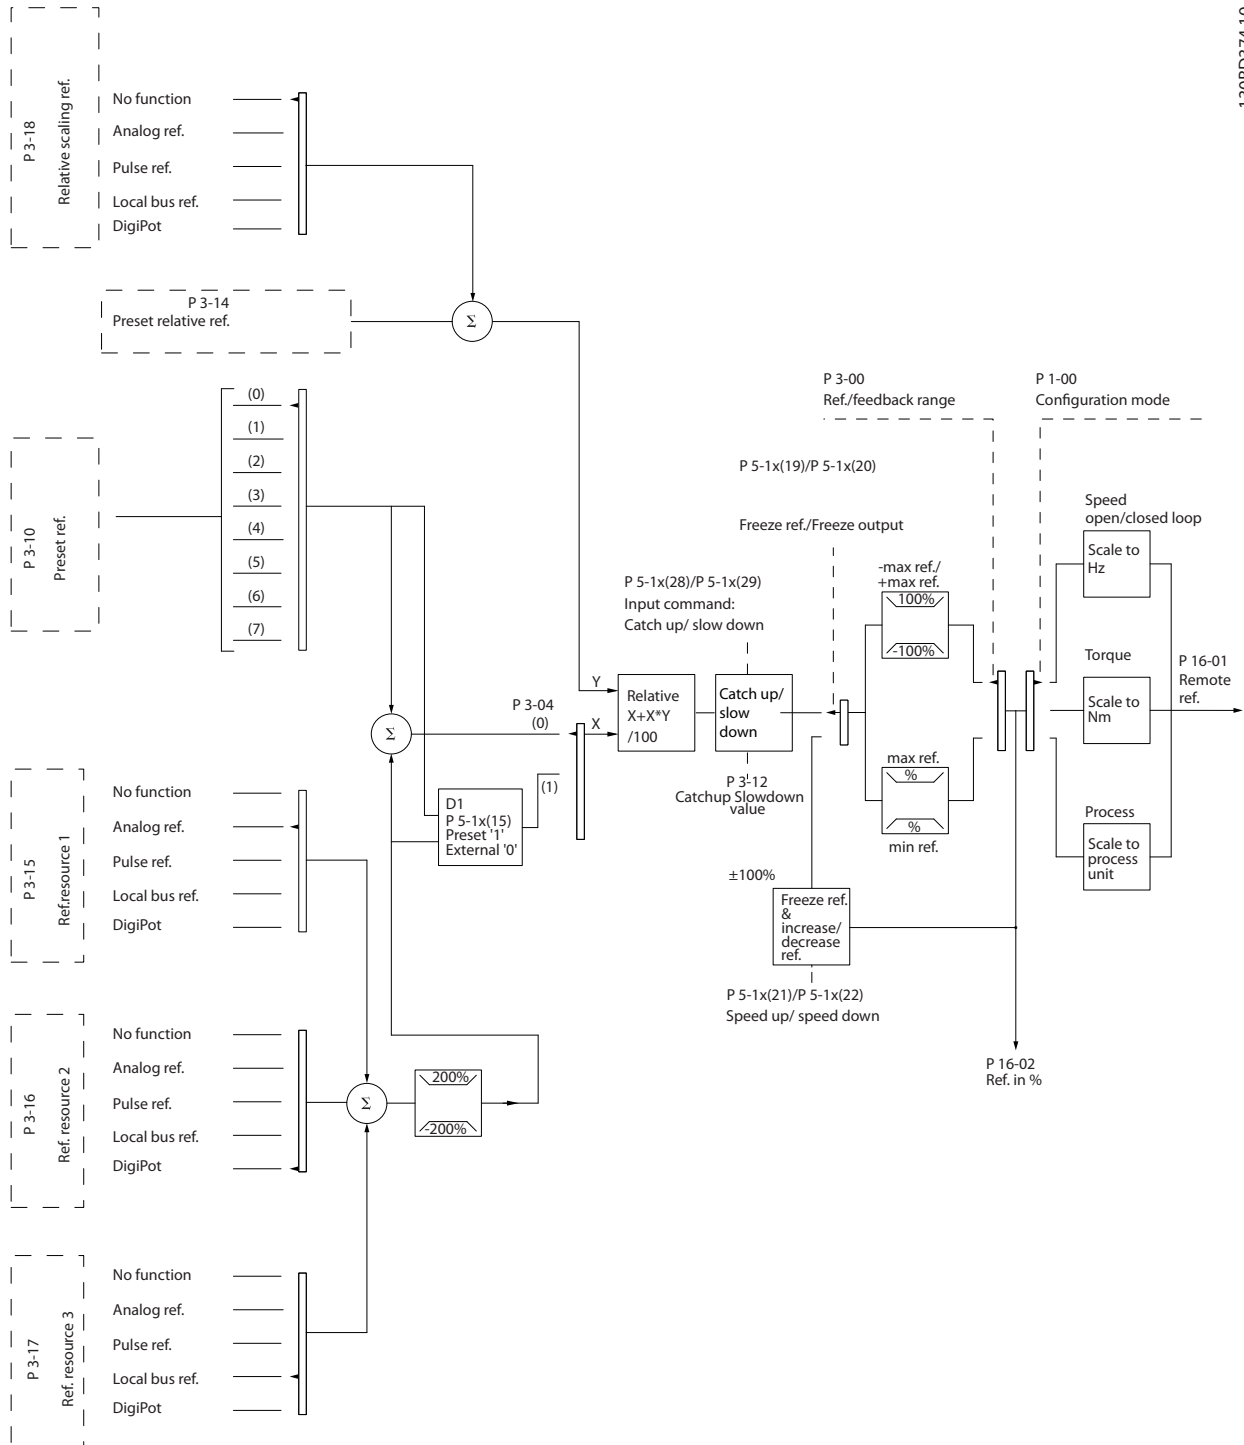 130BD374.10
P 3-18
Relative scaling ref.
No function
Analog ref.
Pulse ref.
Local bus ref.
DigiPot
P 3-14
Preset relative ref.
Σ
P 3-10
Preset ref.
(0)
(1)
(2)
(3)
(4)
(5)
(6)
(7)
P 3-00
Ref./feedback range
P 1-00
Configuration mode
P 5-1x(19)/P 5-1x(20)
Freeze ref./Freeze output
Speed
open/closed loop
Scale to
Hz
-max ref./
+max ref.
100%
-100%
P 5-1x(28)/P 5-1x(29)
Input command:
Catch up/ slow down
Y
X
Relative
X+X*Y
/100
Catch up/
slow
down
Torque
Scale to
Nm
P 16-01
Remote
ref.
P 3-04
(0)
(1)
Σ
D1
P 5-1x(15)
Preset '1'
External '0'
P 3-12
Catchup Slowdown
value
max ref.
%
%
min ref.
Process
Scale to
process
unit
±100%
Freeze ref.
&
increase/
decrease
ref.
P 5-1x(21)/P 5-1x(22)
Speed up/ speed down
P 16-02
Ref. in %
P 3-15
Ref.resource 1
No function
Analog ref.
Pulse ref.
Local bus ref.
DigiPot
P 3-16
Ref. resource 2
No function
Analog ref.
Pulse ref.
Local bus ref.
DigiPot
Σ
200%
-200%
P 3-17
Ref. resource 3
No function
Analog ref.
Pulse ref.
Local bus ref.
DigiPot